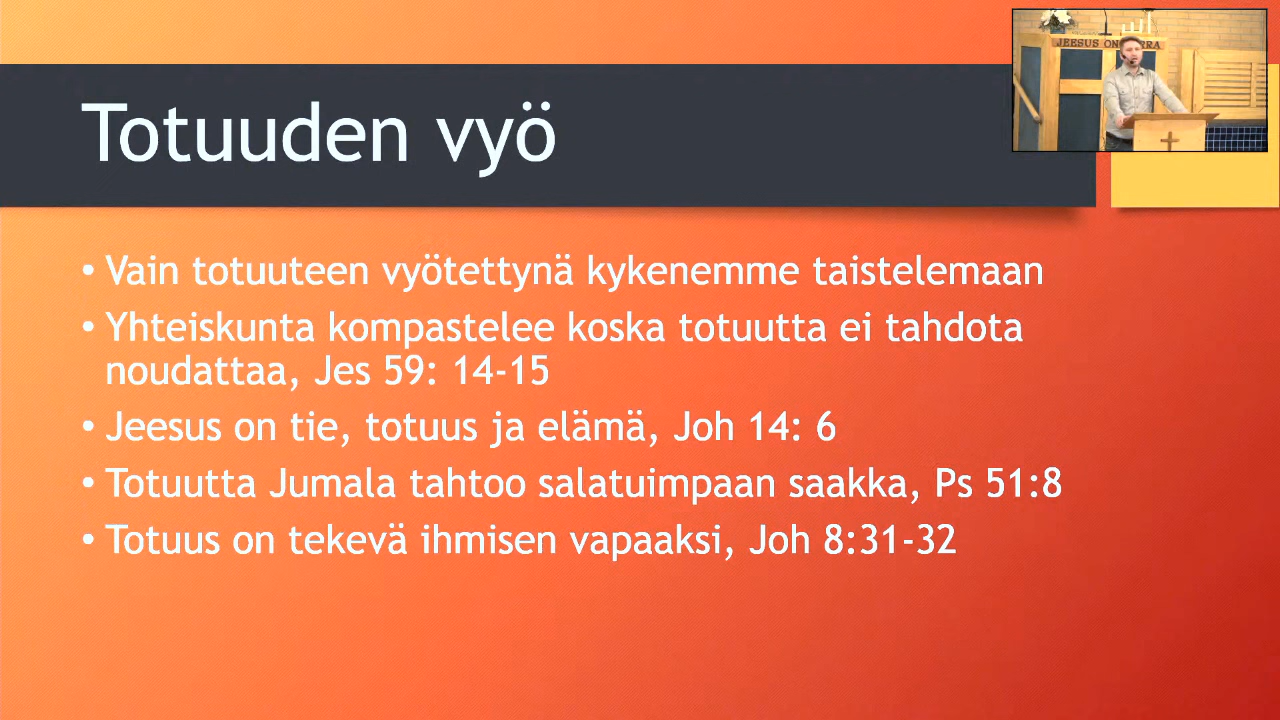 JEESUS ON HERRA
Totuuden vyö
• Vain totuuteen vyötettynä kykenemme taistelemaan
• Yhteiskunta kompastelee koska totuutta ei tahdota
noudattaa, Jes 59: 14-15
• Jeesus on tie, totuus ja elämä, Joh 14: 6
• Totuutta Jumala tahtoo salatuimpaan saakka, Ps 51:8
• Totuus on tekevä ihmisen vapaaksi, Joh 8:31-32